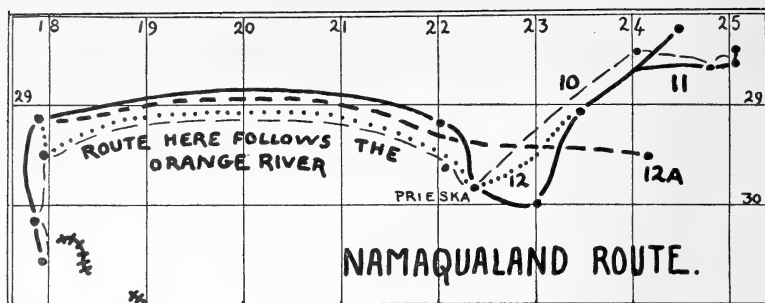 18 19 20 21 22 23 24 25
10
11
29 29
ROUTE HERE FOLLOWS THE
ORANGE RIVER
12
12A
PRIESKA
30
NAMAQUALAND ROUTE.